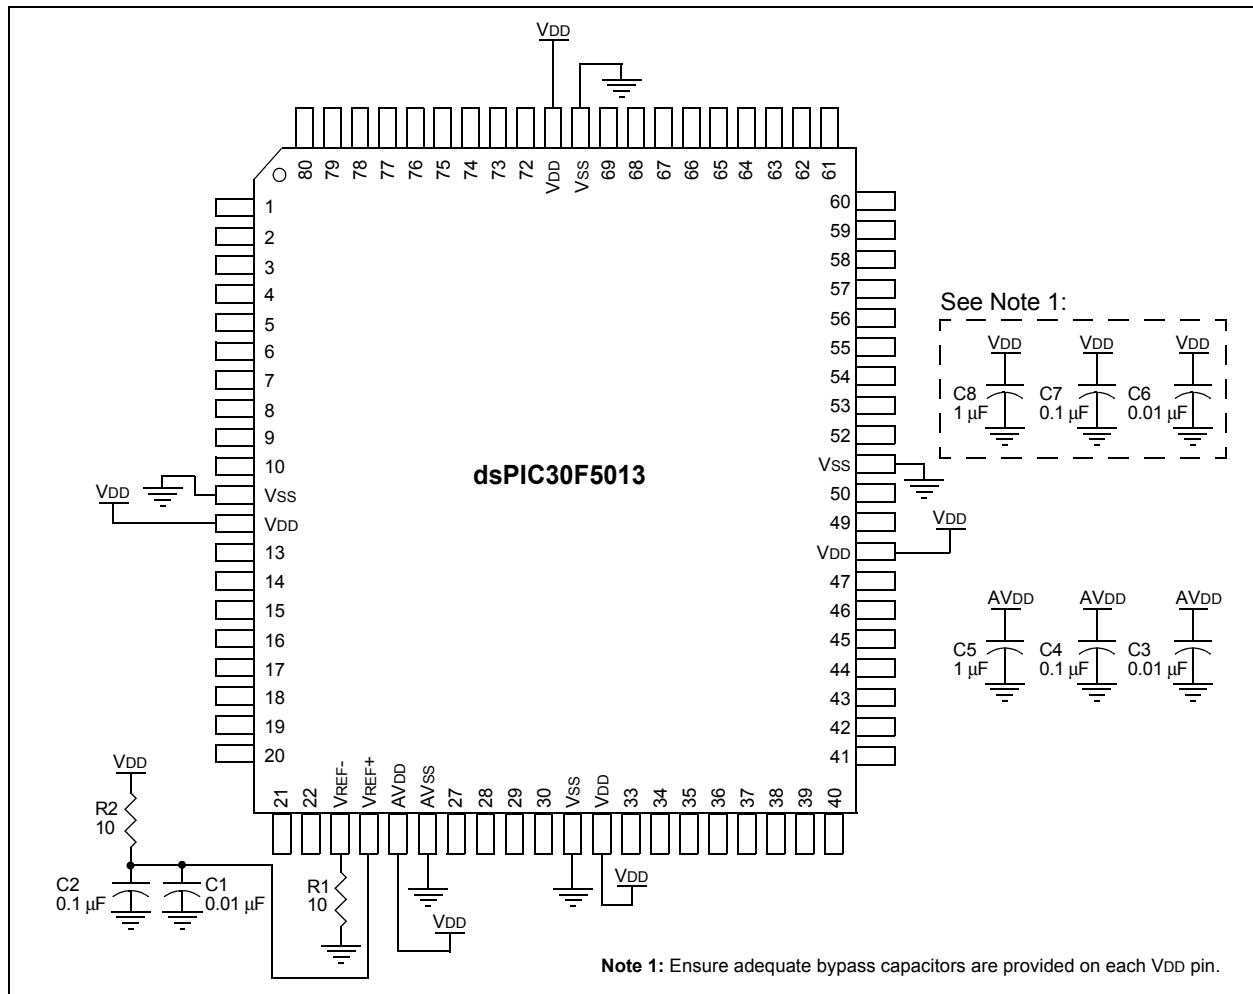 VDD
80 79 78 77 76 75 74 73 72 VDD VSS 69 68 67 66 65 64 63 62 61
1
2
3
4
5
6
7
8
9
10
VSS
VDD
13
14
15
16
17
18
19
20
VDD
dsPIC30F5013
60
59
58
57
56
55
54
53
52
VSS
50
49
VDD
47
46
45
44
43
42
41
VDD
See Note 1:
VDD VDD VDD
C8 C7 C6
1 µF 0.1 µF 0.01 µF
AVDD AVDD AVDD
C5 C4 C3
1 µF 0.1 µF 0.01 µF
21 22 VREF- VREF+ AVDD AVSS 27 28 29 30 VSS VDD 33 34 35 36 37 38 39 40
VDD
R2
10
C2
0.1 µF
C1
0.01 µF
R1
10
VDD
VDD
Note 1: Ensure adequate bypass capacitors are provided on each VDD pin.